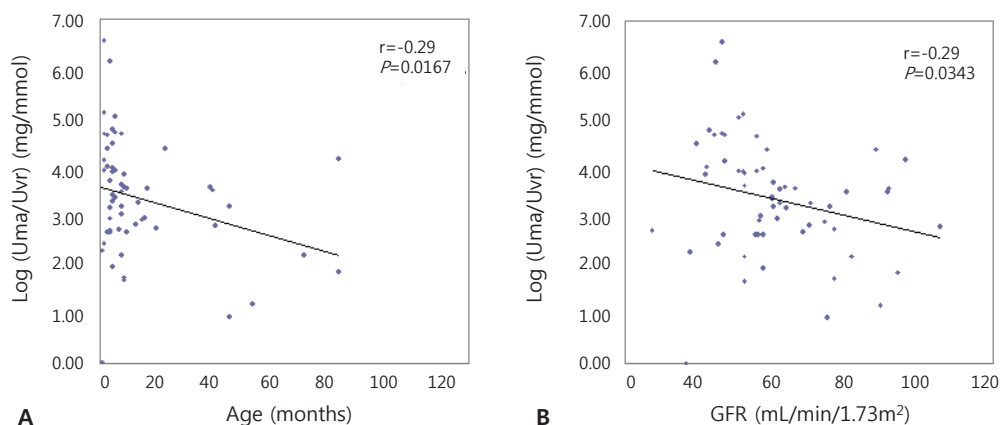 7.00
6.00
5.00
4.00
3.00
2.00
1.00
0.00
Log (Uma/Uvr) (mg/mmol)
r=-0.29
P=0.0167
0 20 40 60 80 100 120
A Age (months)
7.00
6.00
5.00
4.00
3.00
2.00
1.00
0.00
Log (Uma/Uvr) (mg/mmol)
r=-0.29
P=0.0343
0 40 60 80 100 120
B GFR (mL/min/1.73m²)